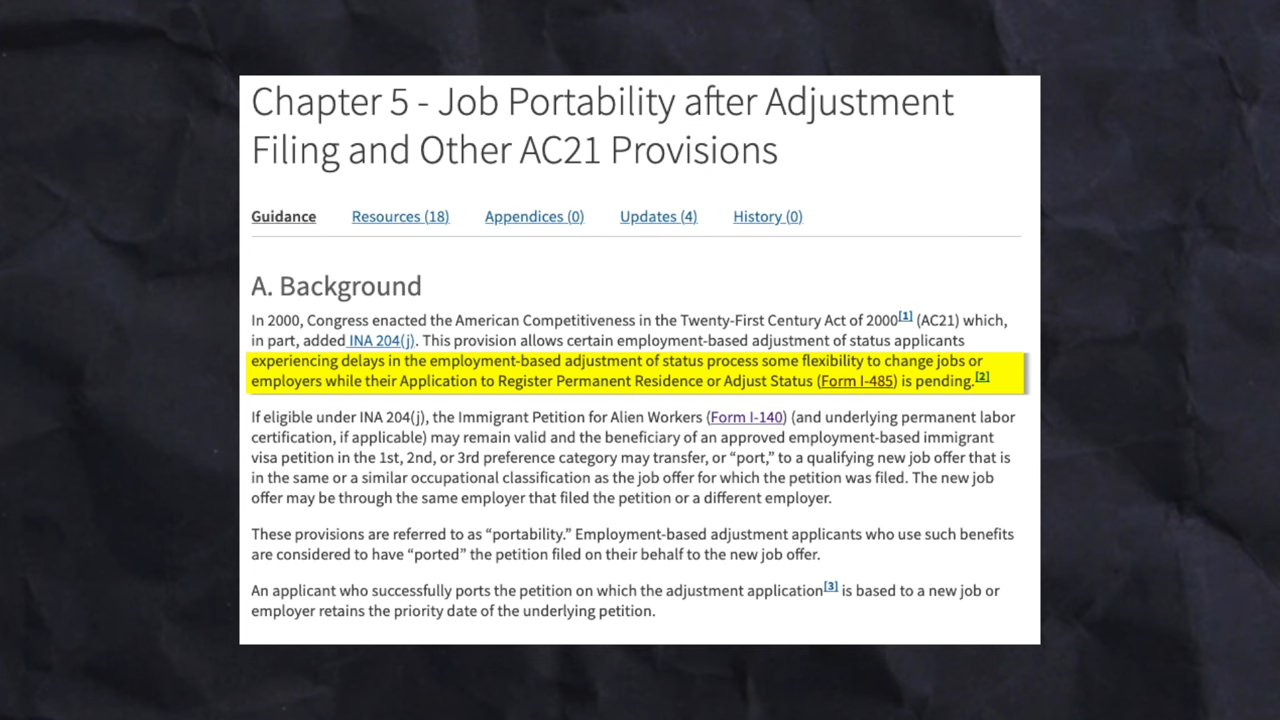 Chapter 5 - Job Portability after Adjustment
Filing and Other AC21 Provisions
Guidance Resources (18) Appendices (0) Updates (4) History (0)
A. Background
In 2000, Congress enacted the American Competitiveness in the Twenty-First Century Act of 2000[1] (AC21) which,
in part, added INA 204(j). This provision allows certain employment-based adjustment of status applicants
experiencing delays in the employment-based adjustment of status process some flexibility to change jobs or
employers while their Application to Register Permanent Residence or Adjust Status (Form I-485) is pending.[2]
If eligible under INA 204(j), the Immigrant Petition for Alien Workers (Form I-140) (and underlying permanent labor
certification, if applicable) may remain valid and the beneficiary of an approved employment-based immigrant
visa petition in the 1st, 2nd, or 3rd preference category may transfer, or “port,” to a qualifying new job offer that is
in the same or a similar occupational classification as the job offer for which the petition was filed. The new job
offer may be through the same employer that filed the petition or a different employer.
These provisions are referred to as “portability.” Employment-based adjustment applicants who use such benefits
are considered to have “ported” the petition filed on their behalf to the new job offer.
An applicant who successfully ports the petition on which the adjustment application[3] is based to a new job or
employer retains the priority date of the underlying petition.